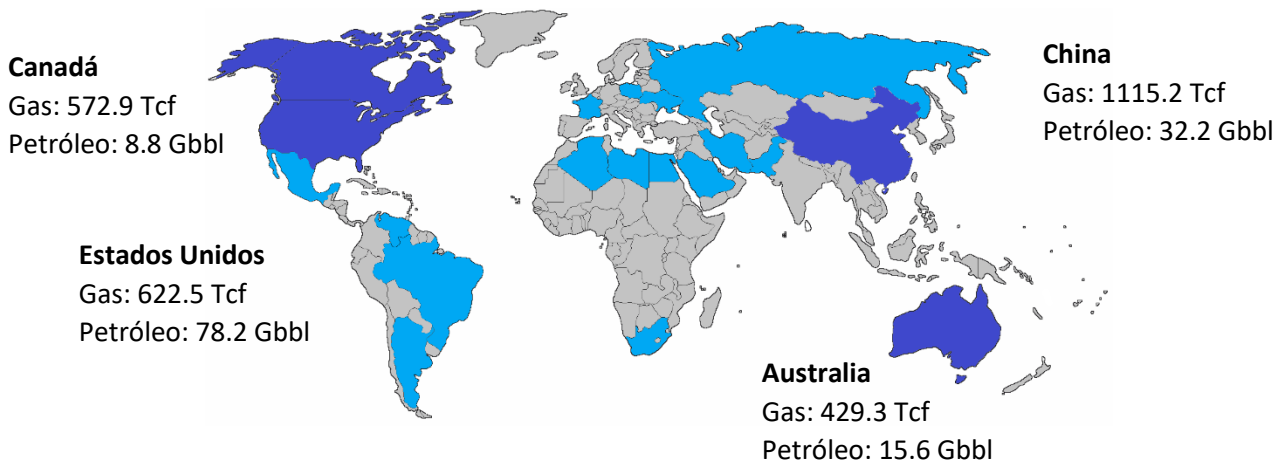 Canadá
Gas: 572.9 Tcf
Petróleo: 8.8 Gbbl
China
Gas: 1115.2 Tcf
Petróleo: 32.2 Gbbl
Estados Unidos
Gas: 622.5 Tcf
Petróleo: 78.2 Gbbl
Australia
Gas: 429.3 Tcf
Petróleo: 15.6 Gbbl